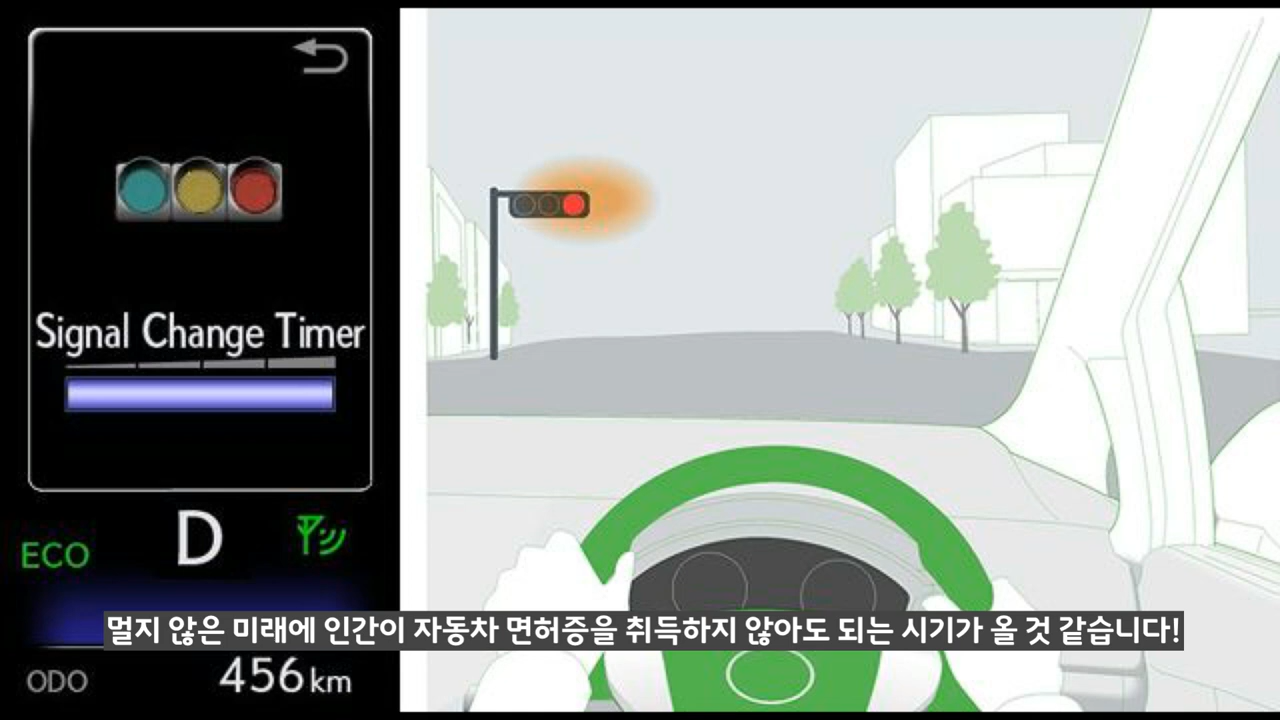 Signal Change Timer
ECO
D
ODO
456 km
멀지 않은 미래에 인간이 자동차 면허증을 취득하지 않아도 되는 시기가 올 것 같습니다!